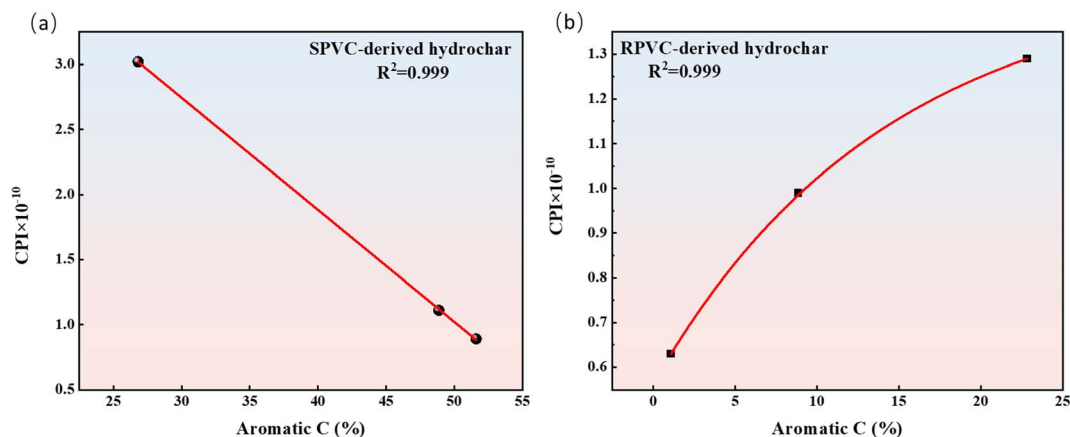 (a)
SPVC-derived hydrochar
R²=0.999
CPI×10⁻¹⁰
3.0
2.5
2.0
1.5
1.0
0.5
25 30 35 40 45 50 55
Aromatic C (%)
(b)
RPVC-derived hydrochar
R²=0.999
CPI×10⁻¹⁰
1.3
1.2
1.1
1.0
0.9
0.8
0.7
0.6
0 5 10 15 20 25
Aromatic C (%)